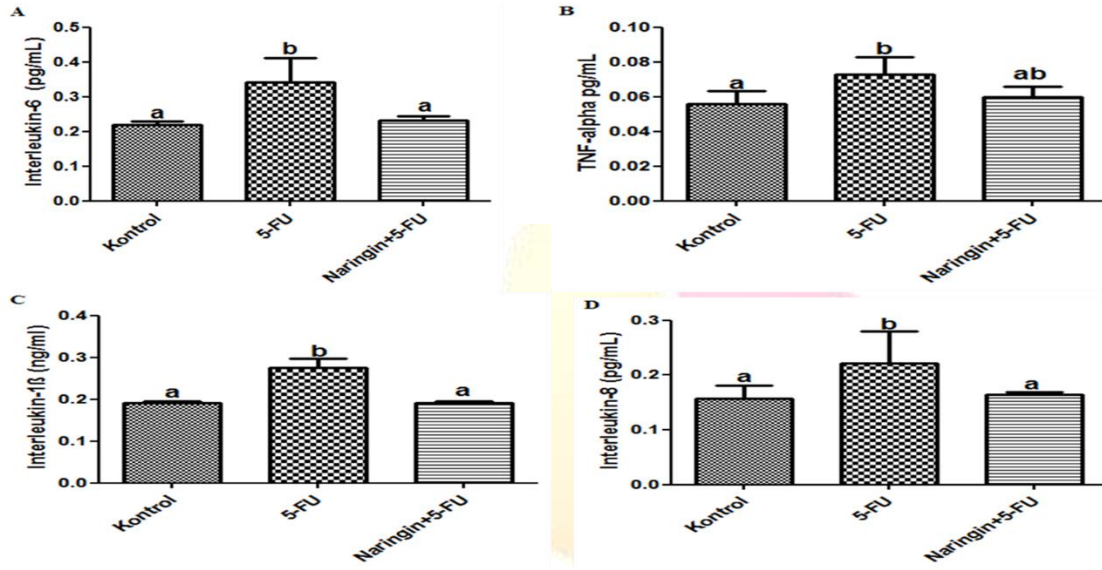 A
Interleukin-6 (pg/mL)
0.5
0.4
0.3
0.2
0.1
0.0
a
b
a
Kontrol
5-FU
Naringin+5-FU
B
TNF-alpha pg/mL
0.10
0.08
0.06
0.04
0.02
0.00
a
b
ab
Kontrol
5-FU
Naringin+5-FU
C
Interleukin-1ß (ng/ml)
0.4
0.3
0.2
0.1
0.0
a
b
a
Kontrol
5-FU
Naringin+5-FU
D
Interleukin-8 (pg/mL)
0.3
0.2
0.1
0.0
a
b
a
Kontrol
5-FU
Naringin+5-FU